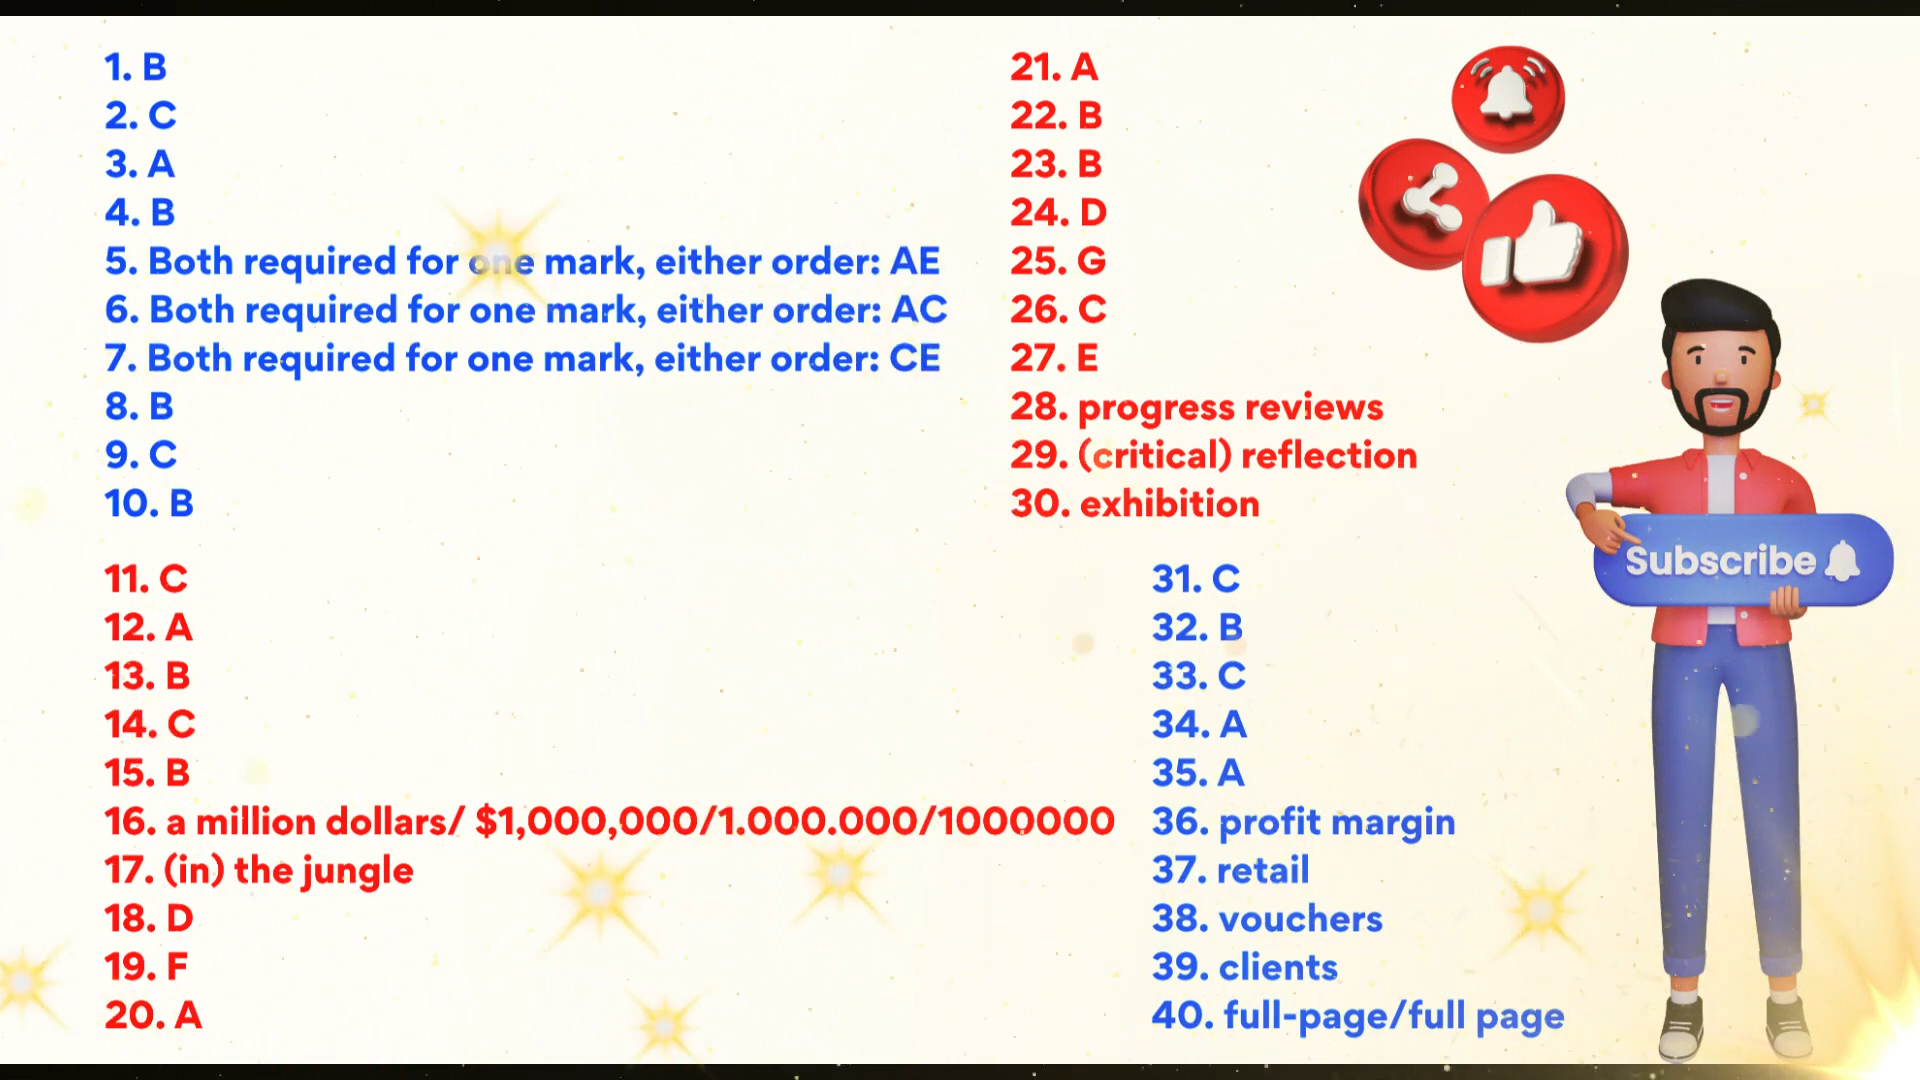 1. B
2. C
3. A
4. B
5. Both required for one mark, either order: AE
6. Both required for one mark, either order: AC
7. Both required for one mark, either order: CE
8. B
9. C
10. B
11. C
12. A
13. B
14. C
15. B
16. a million dollars/ $1,000,000/1.000.000/1000000
17. (in) the jungle
18. D
19. F
20. A
21. A
22. B
23. B
24. D
25. G
26. C
27. E
28. progress reviews
29. (critical) reflection
30. exhibition
31. C
32. B
33. C
34. A
35. A
36. profit margin
37. retail
38. vouchers
39. clients
40. full-page/full page
Subscribe